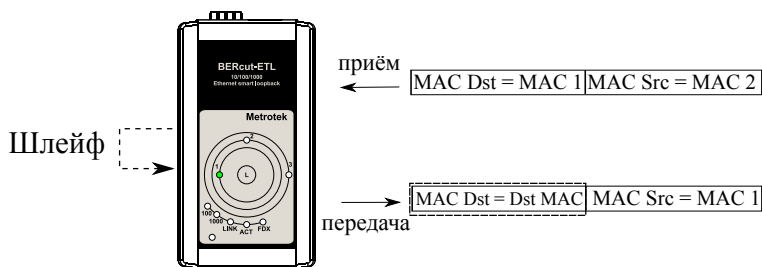 BERcut-ETL
10/100/1000
Ethernet smart loopback
Metrotek
2
1
3
L
100
1000
LINK
ACT
FDX
Шлейф
приём
MAC Dst = MAC 1 MAC Src = MAC 2
MAC Dst = Dst MAC MAC Src = MAC 1
передача